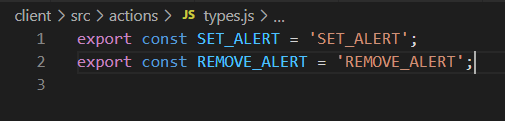 client > src > actions > JS types.js > ...
1 export const SET_ALERT = 'SET_ALERT';
2 export const REMOVE_ALERT = 'REMOVE_ALERT';
3